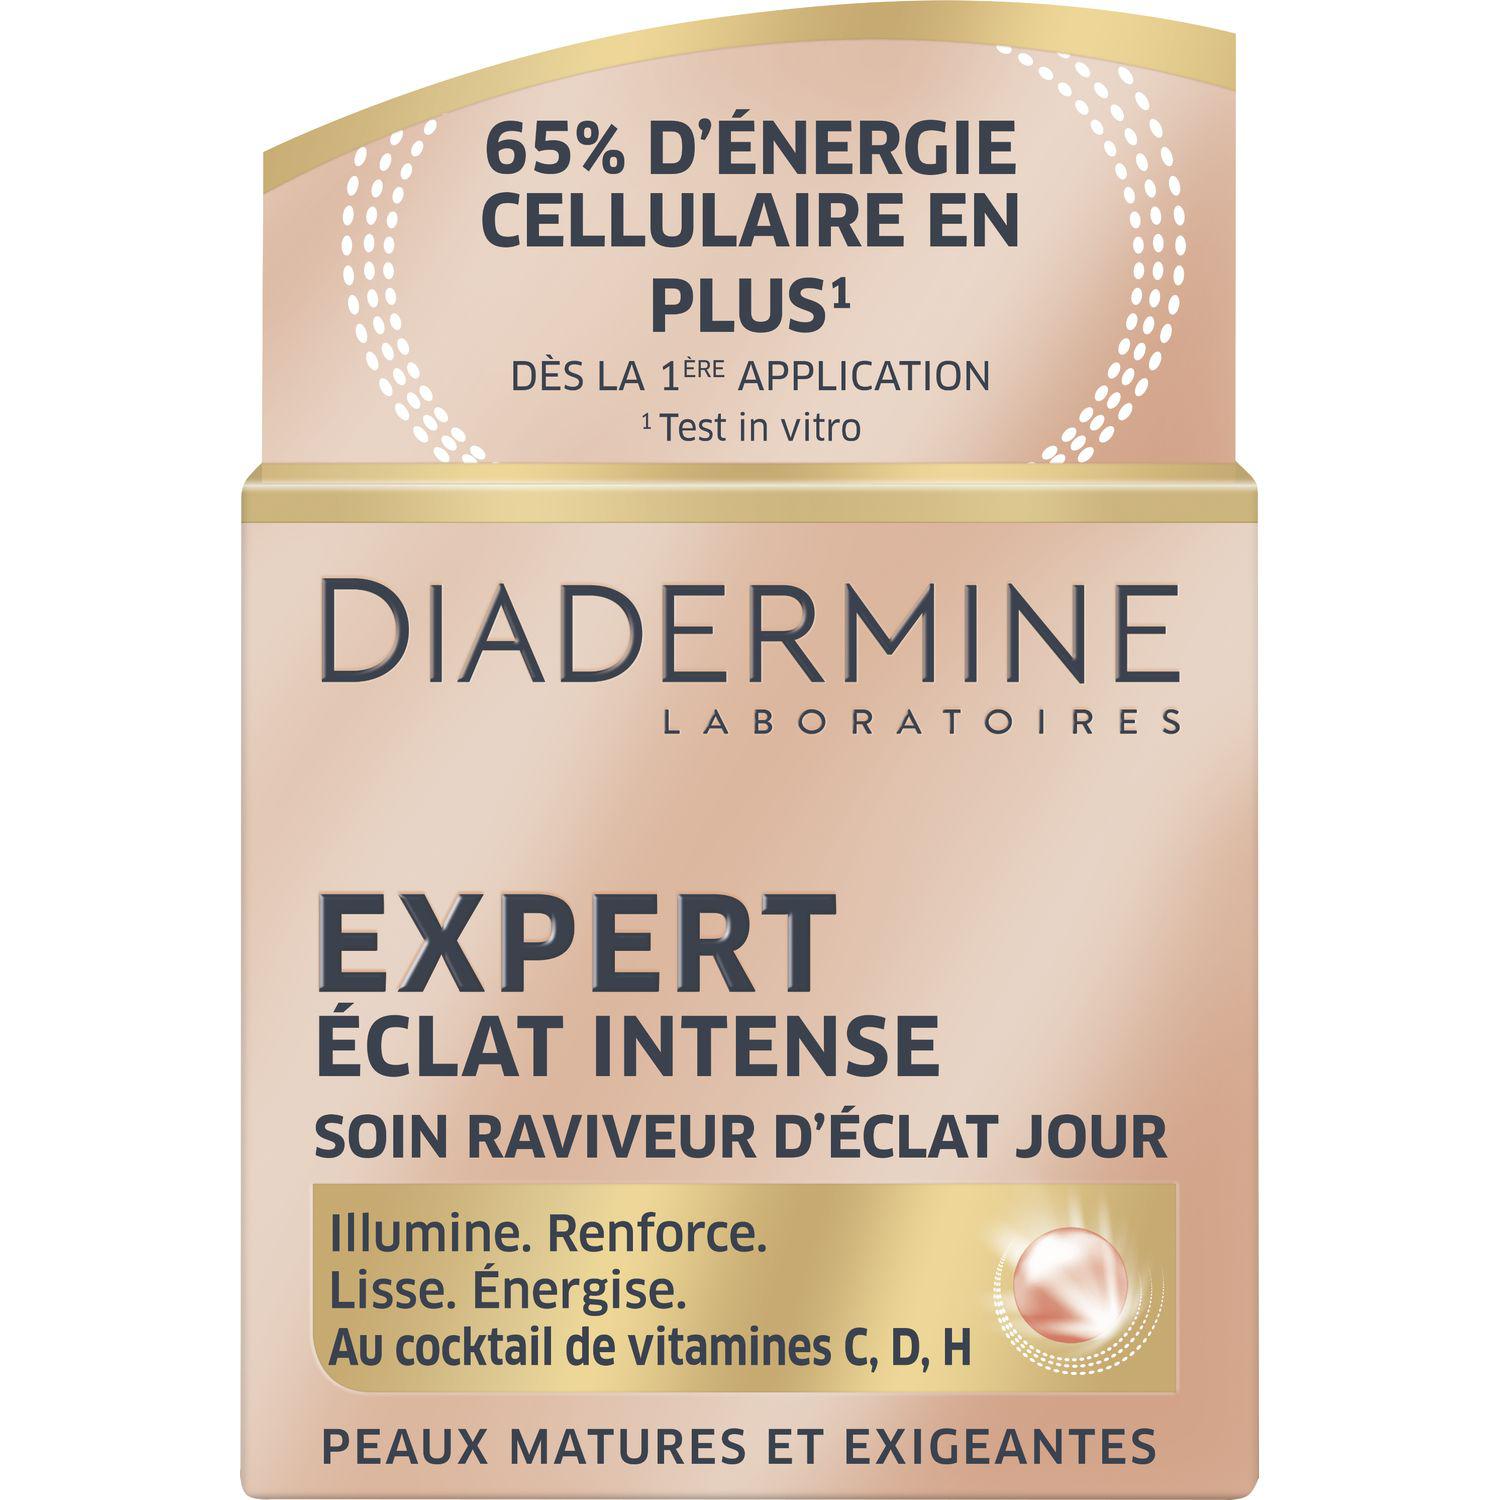 65% D'ÉNERGIE
CELLULAIRE EN
PLUS¹
DÈS LA 1ÈRE APPLICATION
¹ Test in vitro
DIADERMINE
LABORATOIRES
EXPERT
ÉCLAT INTENSE
SOIN RAVIVEUR D'ÉCLAT JOUR
Illumine. Renforce.
Lisse. Énergise.
Au cocktail de vitamines C, D, H
PEAUX MATURES ET EXIGEANTES